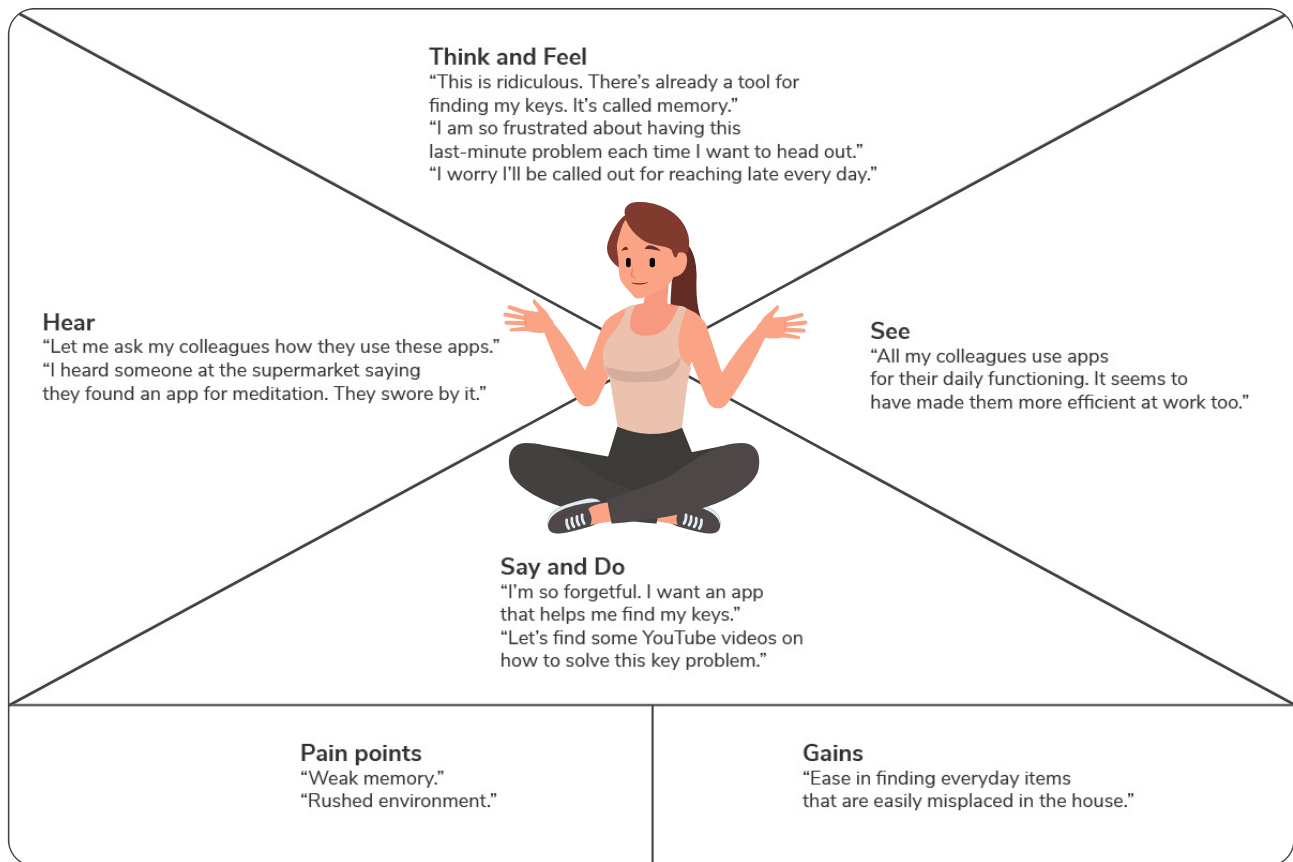 Think and Feel
“This is ridiculous. There’s already a tool for
finding my keys. It’s called memory.”
“I am so frustrated about having this
last-minute problem each time I want to head out.”
“I worry I’ll be called out for reaching late every day.”
Hear
“Let me ask my colleagues how they use these apps.”
“I heard someone at the supermarket saying
they found an app for meditation. They swore by it.”
See
“All my colleagues use apps
for their daily functioning. It seems to
have made them more efficient at work too.”
Say and Do
“I’m so forgetful. I want an app
that helps me find my keys.”
“Let’s find some YouTube videos on
how to solve this key problem.”
Pain points
“Weak memory.”
“Rushed environment.”
Gains
“Ease in finding everyday items
that are easily misplaced in the house.”